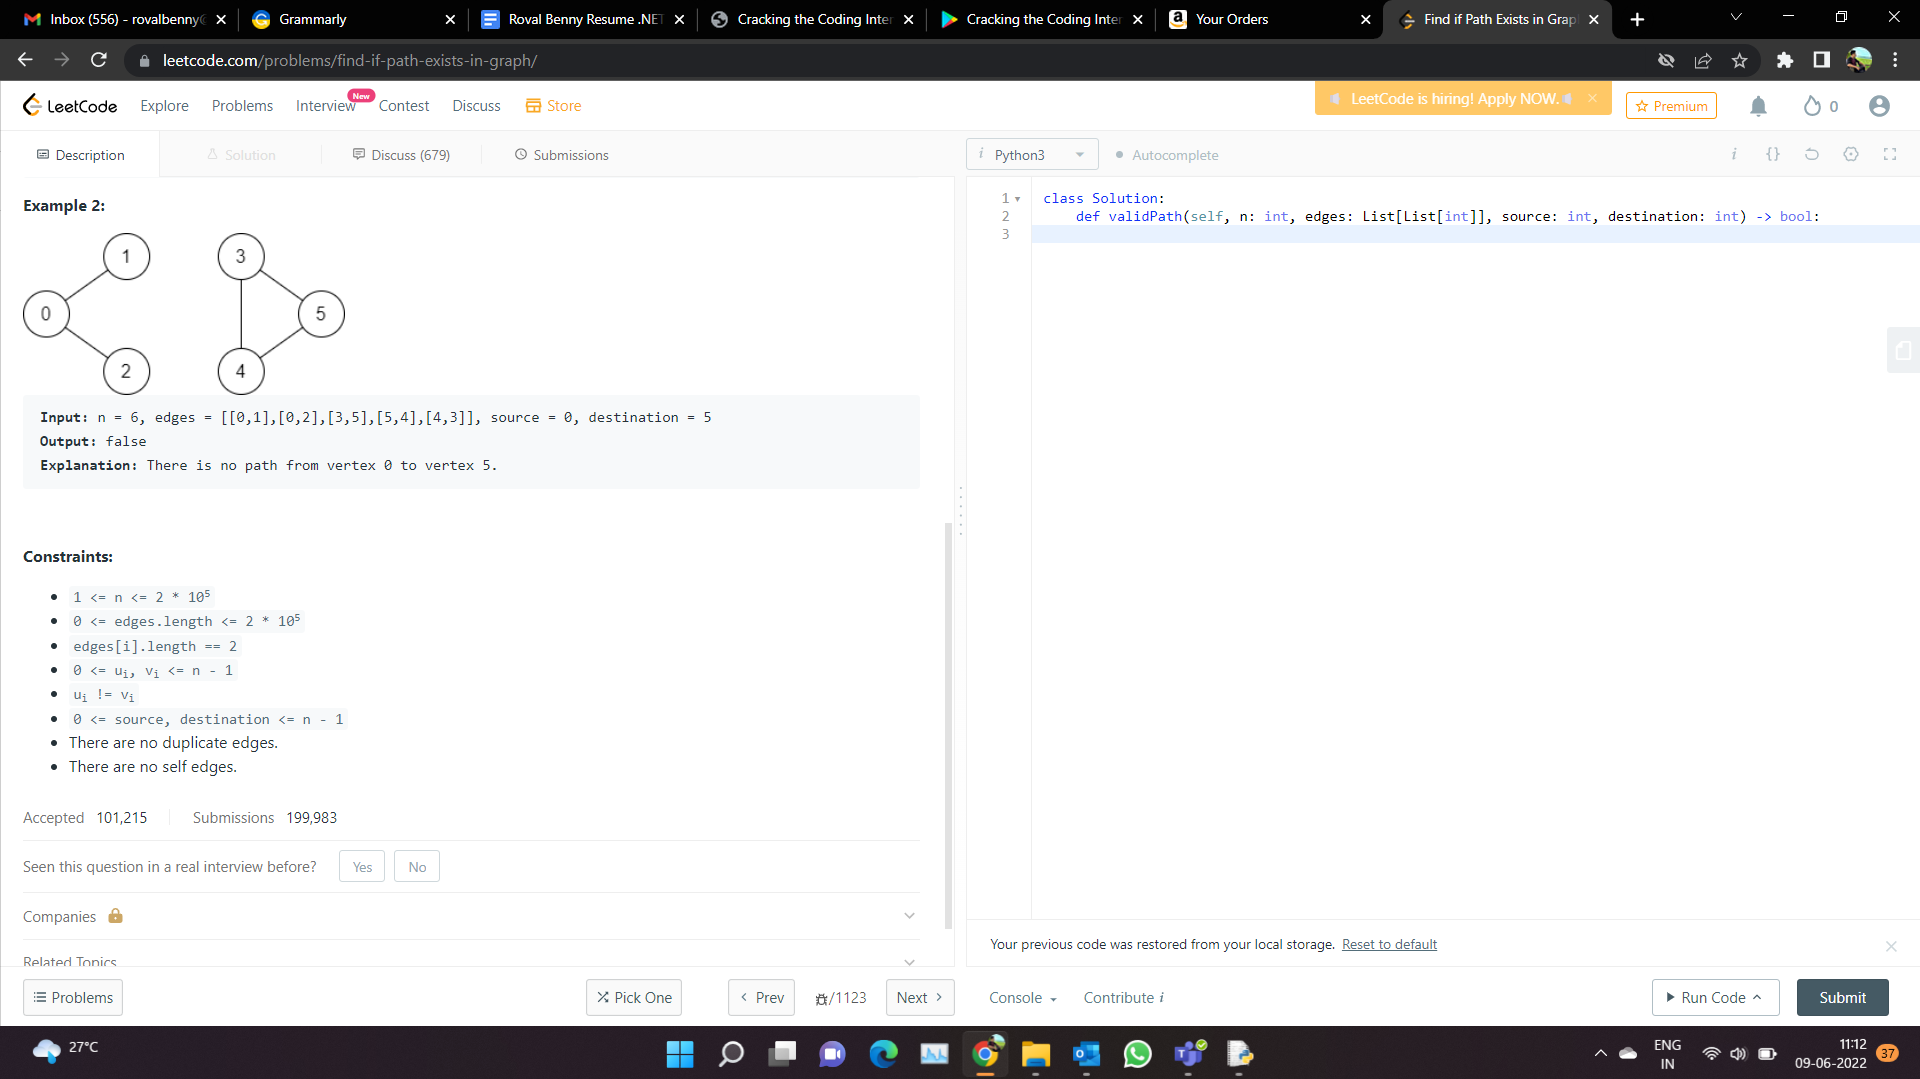 Inbox (556) - rovalbenny@
Grammarly
Roval Benny Resume .NET
Cracking the Coding Inter
Cracking the Coding Inter
Your Orders
Find if Path Exists in Grap
leetcode.com/problems/find-if-path-exists-in-graph/
LeetCode
Explore
Problems
Interview
New
Contest
Discuss
Store
LeetCode is hiring! Apply NOW.
Premium
0
Description
Solution
Discuss (679)
Submissions
Python3
Autocomplete
Example 2:
1
3
0
5
2
4
Input: n = 6, edges = [[0,1],[0,2],[3,5],[5,4],[4,3]], source = 0, destination = 5
Output: false
Explanation: There is no path from vertex 0 to vertex 5.
Constraints:
1 <= n <= 2 * 10⁵
0 <= edges.length <= 2 * 10⁵
edges[i].length == 2
0 <= uᵢ, vᵢ <= n - 1
uᵢ != vᵢ
0 <= source, destination <= n - 1
There are no duplicate edges.
There are no self edges.
Accepted 101,215
Submissions 199,983
Seen this question in a real interview before?
Yes
No
Companies
Related Topics
1 class Solution:
2 def validPath(self, n: int, edges: List[List[int]], source: int, destination: int) -> bool:
3
Your previous code was restored from your local storage. Reset to default
Problems
Pick One
Prev
/1123
Next
Console
Contribute i
Run Code
Submit
27°C
ENG
IN
11:12
09-06-2022
37